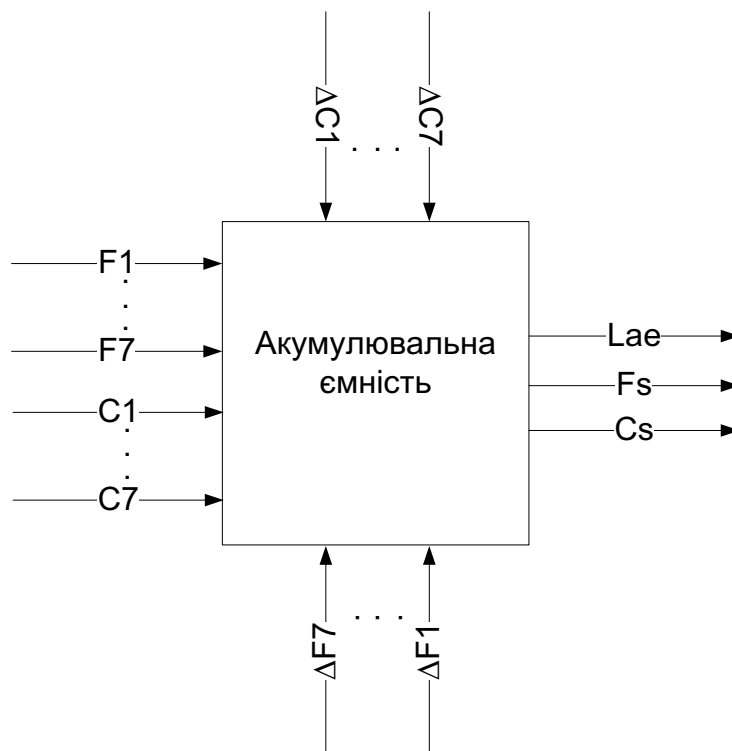 ΔC1
. . .
ΔC7
F1
. . .
F7
C1
. . .
C7
Акумулювальна
ємність
Lae
Fs
Cs
ΔF7
. . .
ΔF1